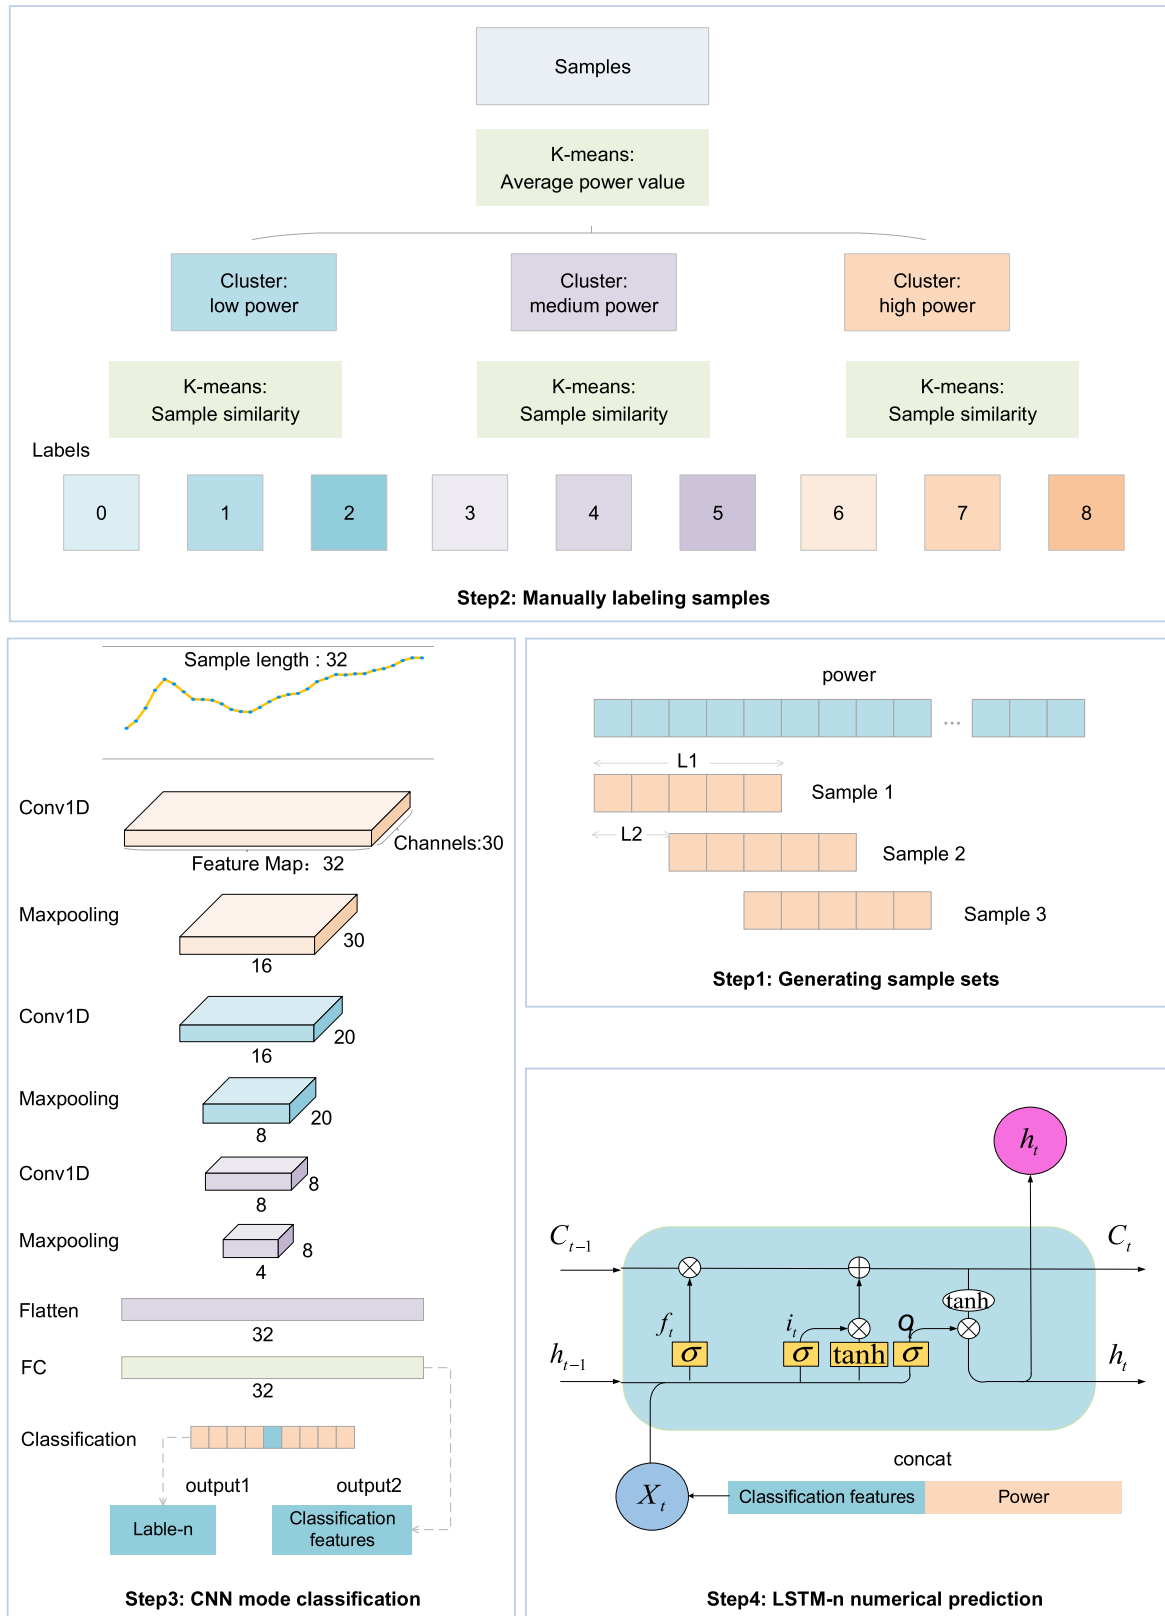 Samples
K-means:
Average power value
Cluster:
low power
Cluster:
medium power
Cluster:
high power
K-means:
Sample similarity
K-means:
Sample similarity
K-means:
Sample similarity
Labels
0 1 2 3 4 5 6 7 8
Step2: Manually labeling samples
Sample length : 32
Conv1D
Channels:30
Feature Map: 32
Maxpooling
30
16
Conv1D
20
16
Maxpooling
20
8
Conv1D
8
8
Maxpooling
8
4
Flatten
32
FC
32
Classification
output1
output2
Lable-n
Classification
features
Step3: CNN mode classification
power
...
L1
Sample 1
L2
Sample 2
Sample 3
Step1: Generating sample sets
h_t
C_{t-1}
C_t
tanh
f_t
i_t
σ
σ
tanh
σ
h_{t-1}
h_t
concat
X_t
Classification features
Power
Step4: LSTM-n numerical prediction